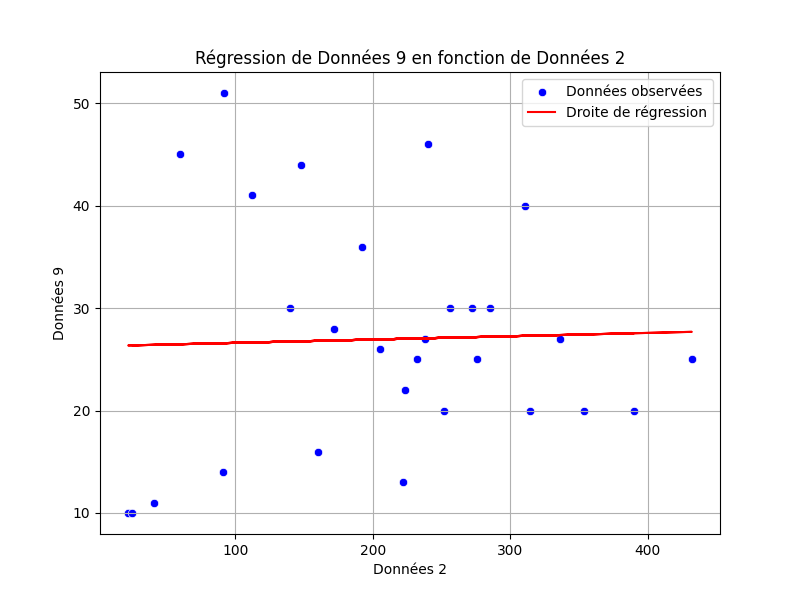 Régression de Données 9 en fonction de Données 2
Données observées
Droite de régression
50
40
30
20
10
Données 9
100 200 300 400
Données 2